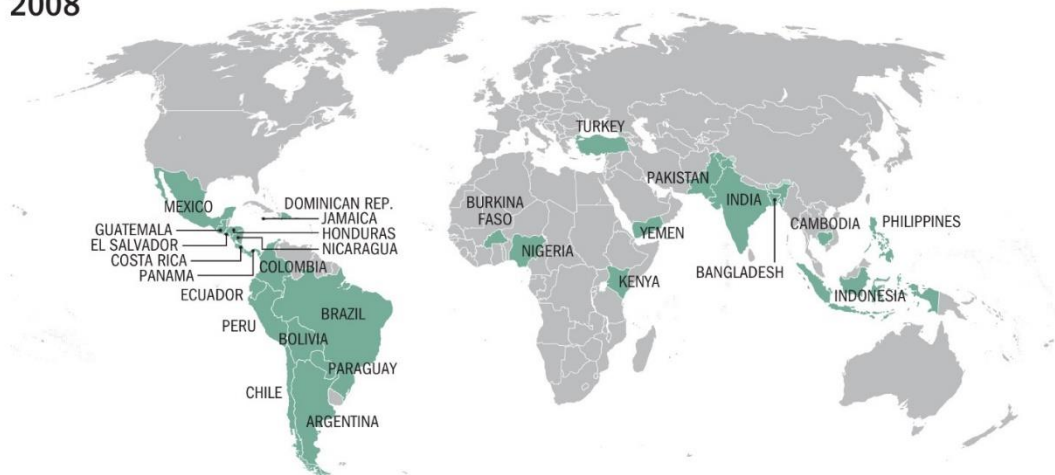 2008
TURKEY
PAKISTAN
INDIA
MEXICO
DOMINICAN REP.
JAMAICA
HONDURAS
NICARAGUA
GUATEMALA
EL SALVADOR
COSTA RICA
PANAMA
COLOMBIA
ECUADOR
PERU
BRAZIL
BOLIVIA
PARAGUAY
CHILE
ARGENTINA
BURKINA
FASO
NIGERIA
YEMEN
KENYA
BANGLADESH
CAMBODIA
PHILIPPINES
INDONESIA